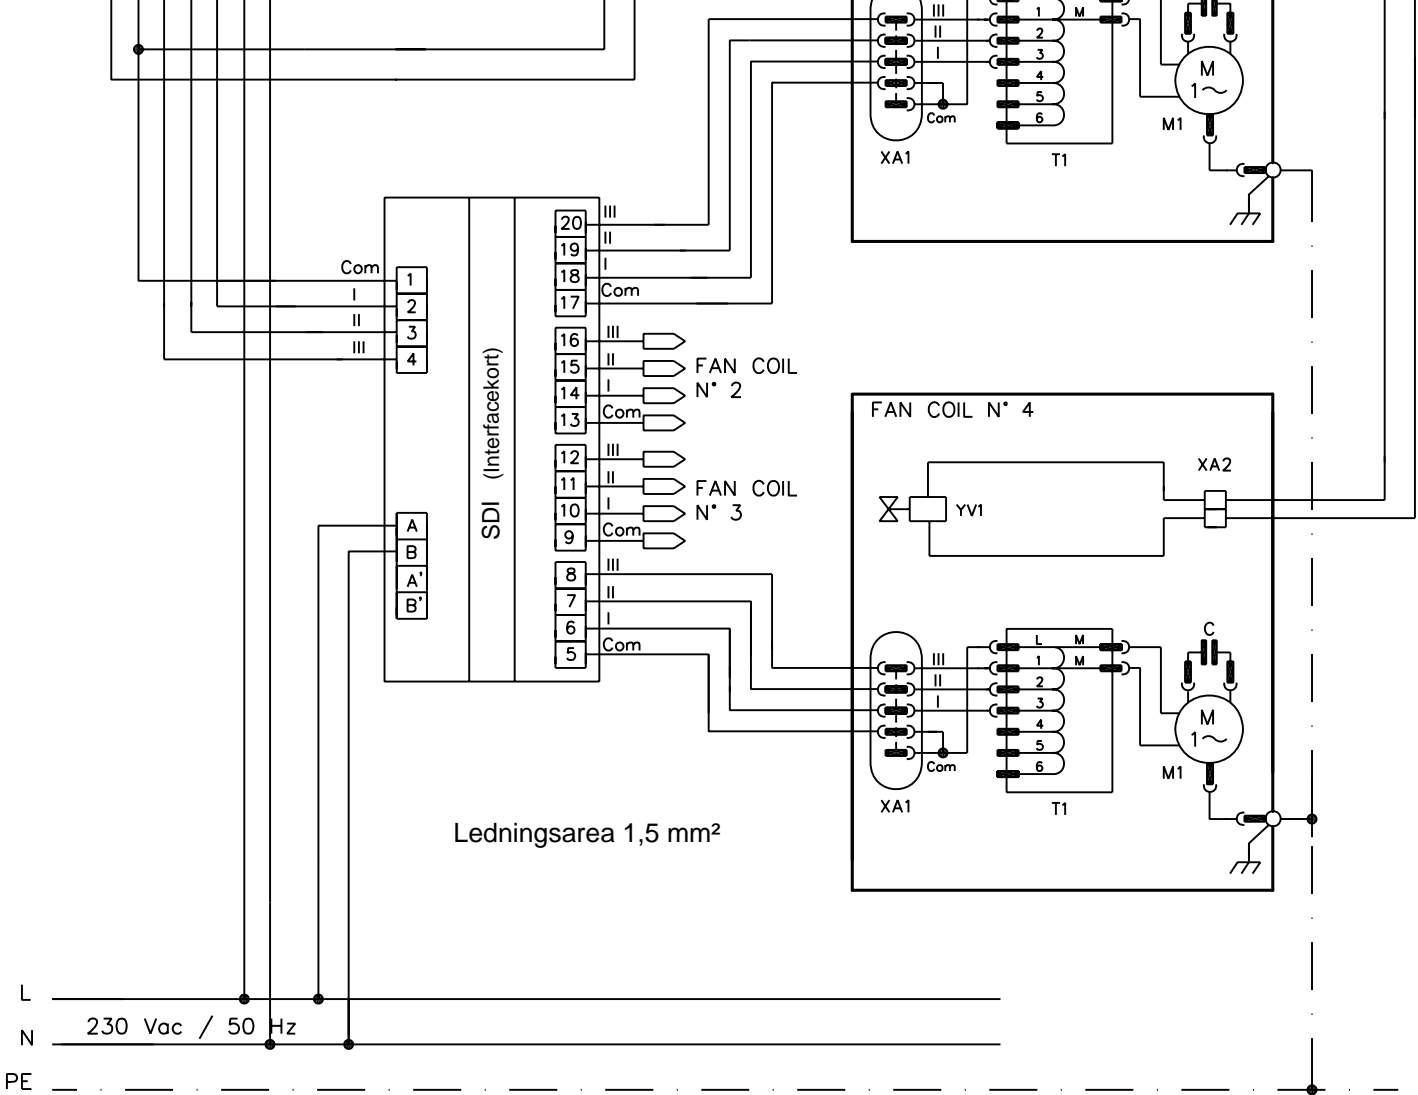 III
1 M
II
2
I
3
4
5
6
Com
XA1
T1
M
1~
M1
20 III
19 II
18 I
17 Com
Com 1
I 2
II 3
III 4
16 III
15 II
14 I
13 Com
FAN COIL
N° 2
12 III
11 II
10 I
9 Com
FAN COIL
N° 3
8 III
7 II
6 I
5 Com
SDI (Interfacekort)
A
B
A'
B'
FAN COIL N° 4
XA2
YV1
L M
III
1 M
II
2
I
3
4
5
6
Com
XA1
T1
C
M
1~
M1
Ledningsarea 1,5 mm²
L
230 Vac / 50 Hz
N
PE